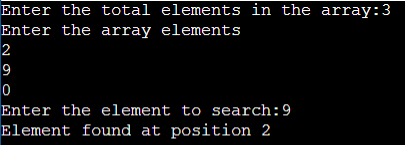 Enter the total elements in the array:3
Enter the array elements
2
9
0
Enter the element to search:9
Element found at position 2